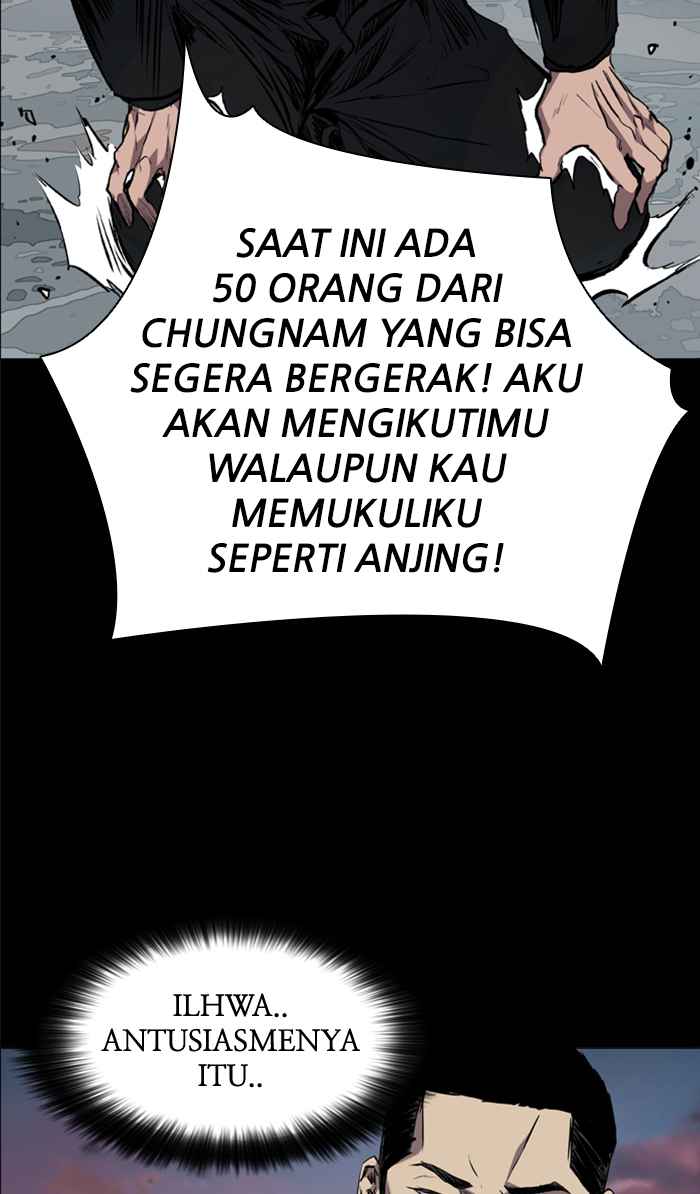 SAAT INI ADA
50 ORANG DARI
CHUNGNAM YANG BISA
SEGERA BERGERAK! AKU
AKAN MENGIKUTIMU
WALAUPUN KAU
MEMUKULIKU
SEPERTI ANJING!
ILHWA..
ANTUSIASMENYA
ITU..